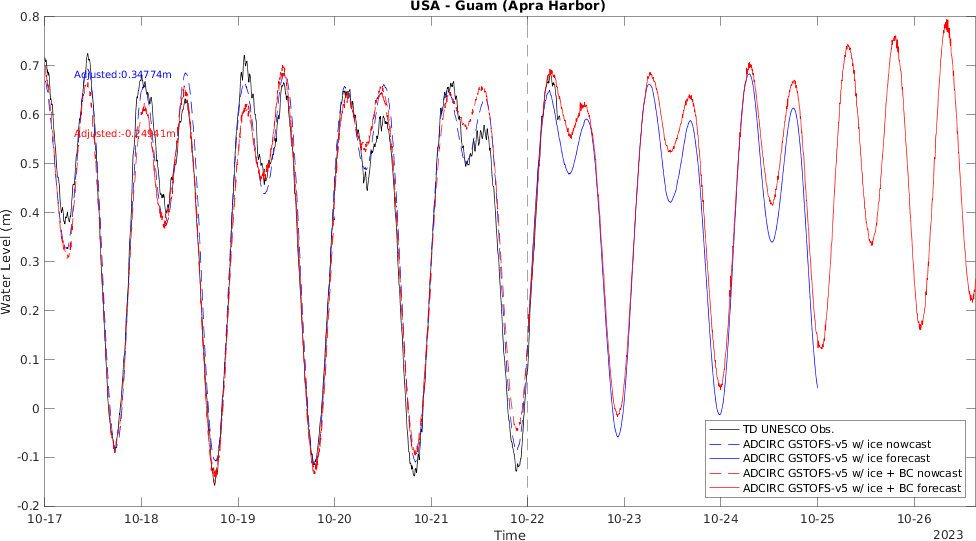 USA - Guam (Apra Harbor)
0.8
0.7
0.6
0.5
0.4
0.3
0.2
0.1
0
-0.1
-0.2
Water Level (m)
Adjusted:0.34774m
Adjusted:-0.24941m
TD UNESCO Obs.
ADCIRC GSTOFS-v5 w/ ice nowcast
ADCIRC GSTOFS-v5 w/ ice forecast
ADCIRC GSTOFS-v5 w/ ice + BC nowcast
ADCIRC GSTOFS-v5 w/ ice + BC forecast
10-17 10-18 10-19 10-20 10-21 10-22 10-23 10-24 10-25 10-26
Time
2023